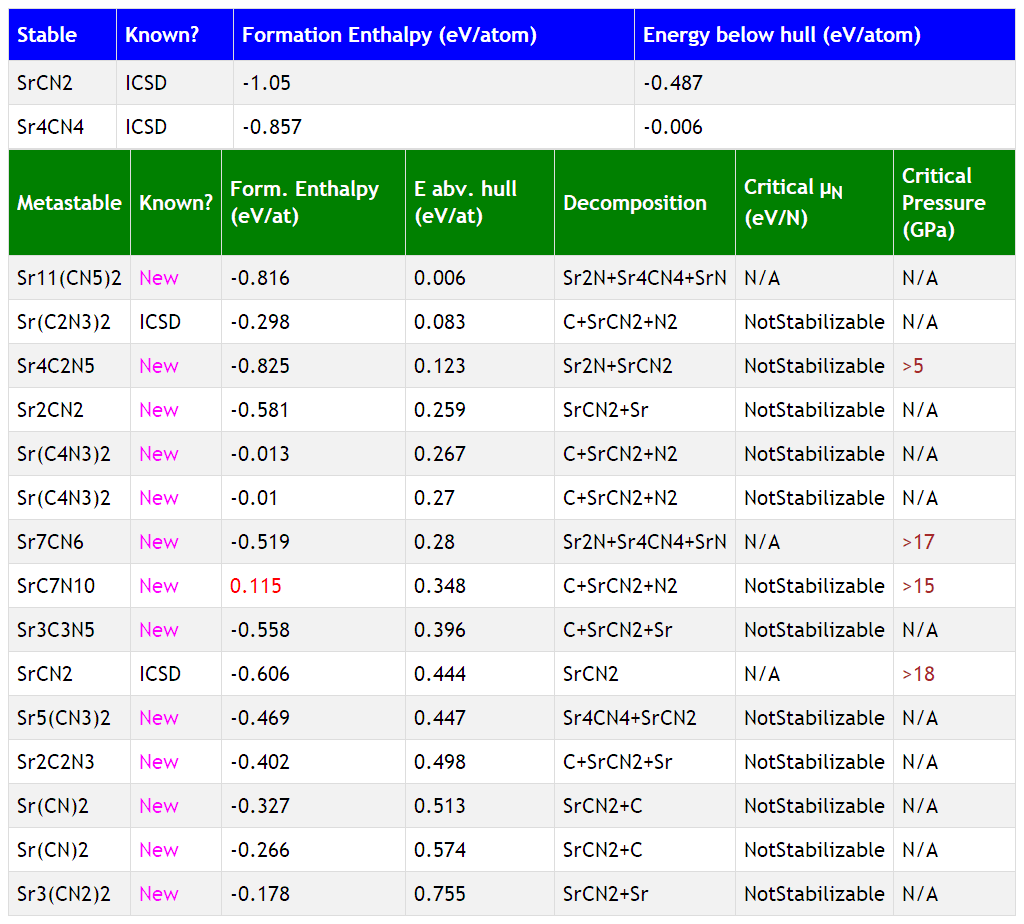 Stable Known? Formation Enthalpy (eV/atom) Energy below hull (eV/atom)
SrCN2 ICSD -1.05 -0.487
Sr4CN4 ICSD -0.857 -0.006
Metastable Known? Form. Enthalpy (eV/at) E abv. hull (eV/at) Decomposition Critical μN (eV/N) Critical Pressure (GPa)
Sr11(CN5)2 New -0.816 0.006 Sr2N+Sr4CN4+SrN N/A N/A
Sr(C2N3)2 ICSD -0.298 0.083 C+SrCN2+N2 NotStabilizable N/A
Sr4C2N5 New -0.825 0.123 Sr2N+SrCN2 NotStabilizable >5
Sr2CN2 New -0.581 0.259 SrCN2+Sr NotStabilizable N/A
Sr(C4N3)2 New -0.013 0.267 C+SrCN2+N2 NotStabilizable N/A
Sr(C4N3)2 New -0.01 0.27 C+SrCN2+N2 NotStabilizable N/A
Sr7CN6 New -0.519 0.28 Sr2N+Sr4CN4+SrN N/A >17
SrC7N10 New 0.115 0.348 C+SrCN2+N2 NotStabilizable >15
Sr3C3N5 New -0.558 0.396 C+SrCN2+Sr NotStabilizable N/A
SrCN2 ICSD -0.606 0.444 SrCN2 N/A >18
Sr5(CN3)2 New -0.469 0.447 Sr4CN4+SrCN2 NotStabilizable N/A
Sr2C2N3 New -0.402 0.498 C+SrCN2+Sr NotStabilizable N/A
Sr(CN)2 New -0.327 0.513 SrCN2+C NotStabilizable N/A
Sr(CN)2 New -0.266 0.574 SrCN2+C NotStabilizable N/A
Sr3(CN2)2 New -0.178 0.755 SrCN2+Sr NotStabilizable N/A